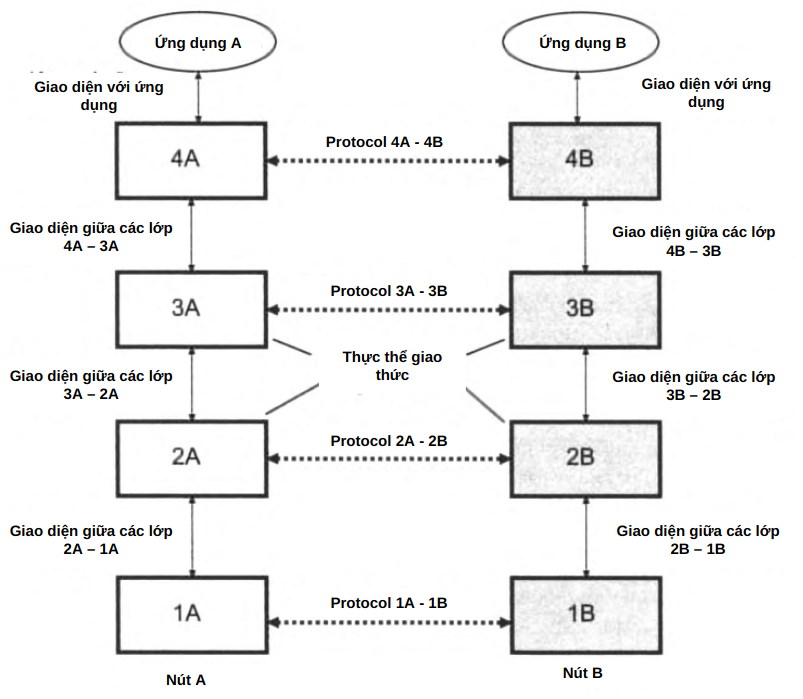 Ứng dụng A
Ứng dụng B
Giao diện với ứng
dụng
Giao diện với ứng
dụng
4A
Protocol 4A - 4B
4B
Giao diện giữa các lớp
4A – 3A
Giao diện giữa các lớp
4B – 3B
3A
Protocol 3A - 3B
3B
Thực thể giao
thức
Giao diện giữa các lớp
3A – 2A
Giao diện giữa các lớp
3B – 2B
2A
Protocol 2A - 2B
2B
Giao diện giữa các lớp
2A – 1A
Giao diện giữa các lớp
2B – 1B
1A
Protocol 1A - 1B
1B
Nút A
Nút B